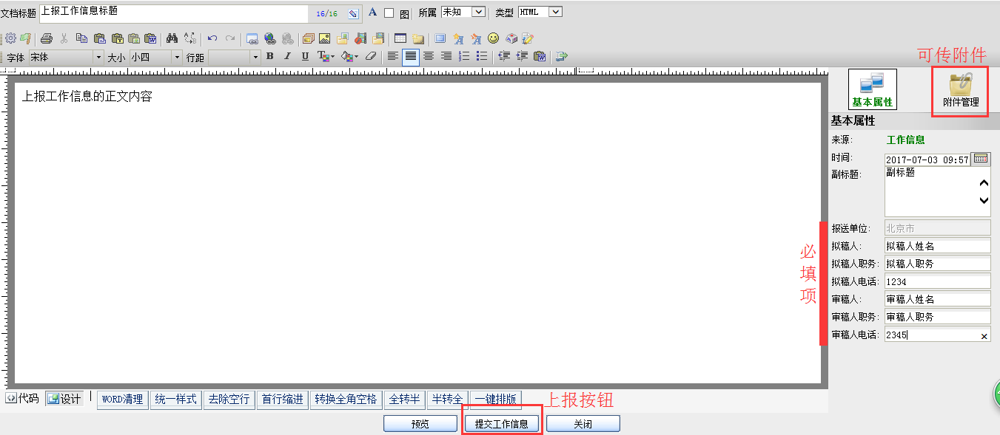 文档标题 上报工作信息标题 16/16 A 图 所属 未知 类型 HTML
字体 宋体 大小 小四 行距 B I U
可传附件
上报工作信息的正文内容
基本属性 附件管理
基本属性
来源: 工作信息
时间: 2017-07-03 09:57
副标题: 副标题
报送单位: 北京市
拟稿人: 拟稿人姓名
拟稿人职务: 拟稿人职务
拟稿人电话: 1234
审稿人: 审稿人姓名
审稿人职务: 审稿人职务
审稿人电话: 2345
必
填
项
代码 设计 WORD清理 统一样式 去除空行 首行缩进 转换全角空格 全转半 半转全 一键排版
上报按钮
预览 提交工作信息 关闭